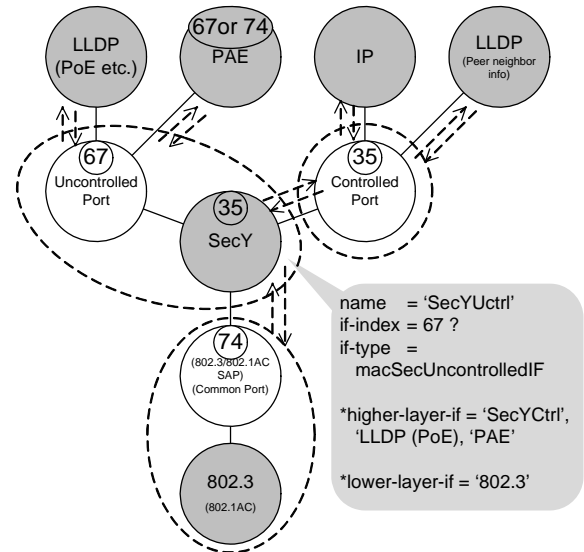 LLDP
(PoE etc.)
67or 74
PAE
IP
LLDP
(Peer neighbor
info)
67
Uncontrolled
Port
35
Controlled
Port
35
SecY
74
(802.3/802.1AC
SAP)
(Common Port)
802.3
(802.1AC)
name = 'SecYUctrl'
if-index = 67 ?
if-type =
macSecUncontrolledIF
*higher-layer-if = 'SecYCtrl',
'LLDP (PoE), 'PAE'
*lower-layer-if = '802.3'